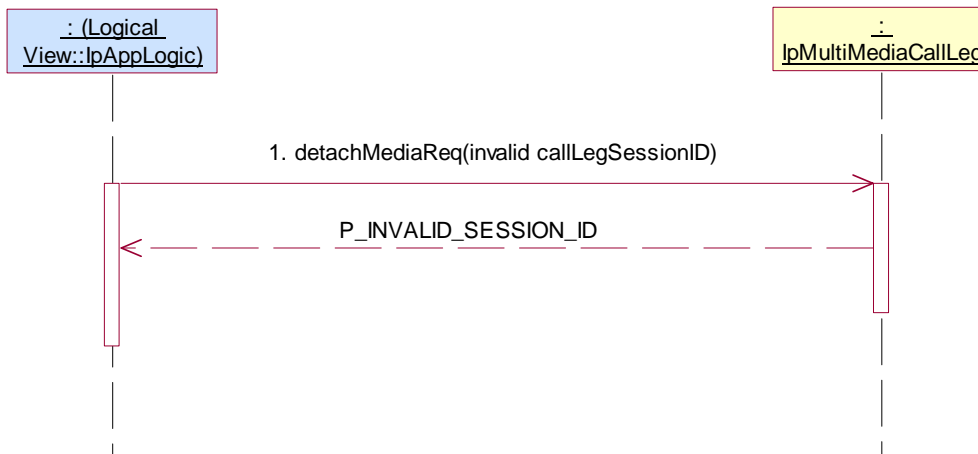 : (Logical
View::IpAppLogic)
:
IpMultiMediaCallLeg
1. detachMediaReq(invalid callLegSessionID)
P_INVALID_SESSION_ID